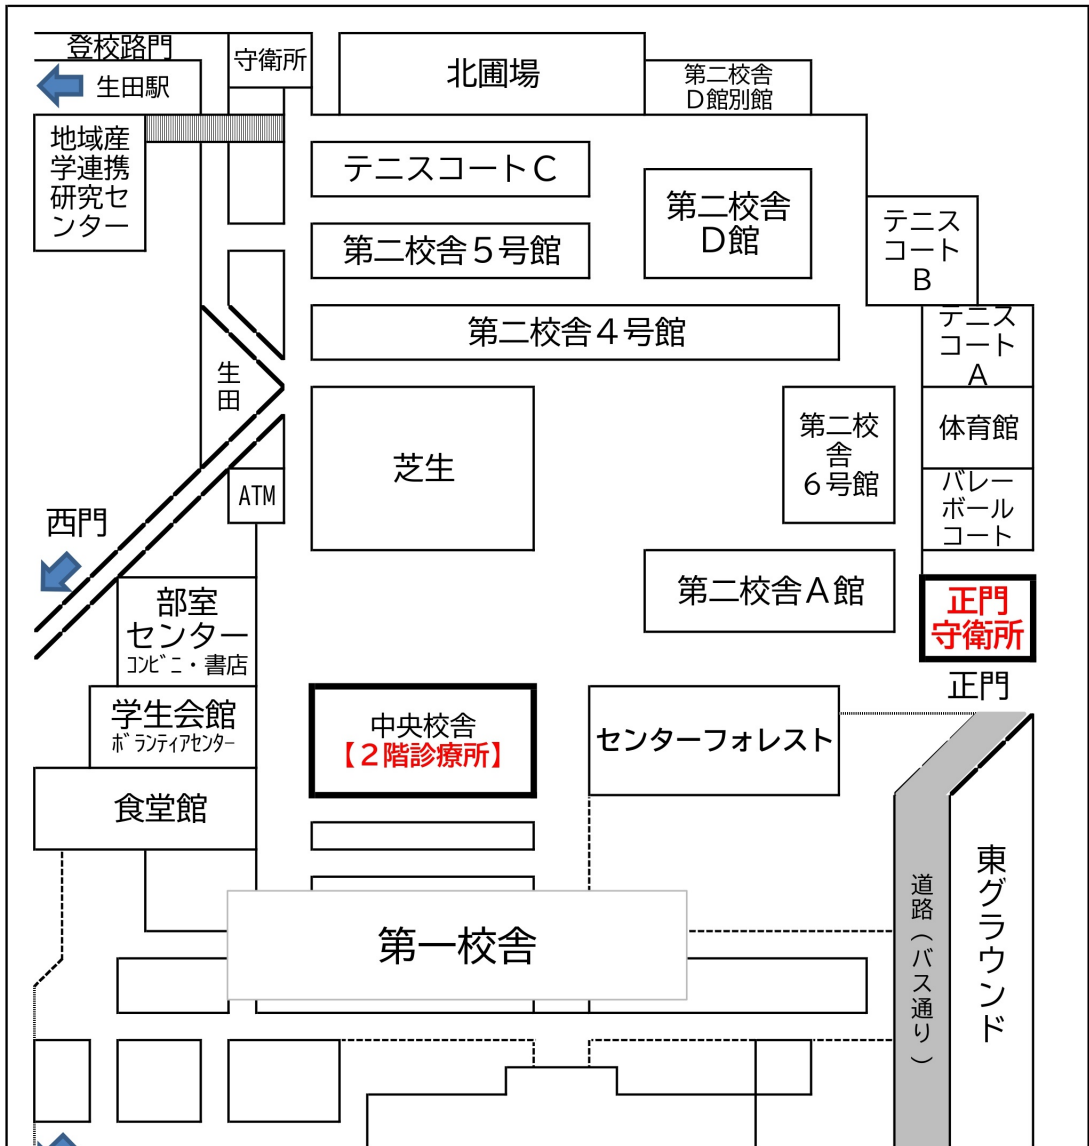 登校路門
守衛所
生田駅
北圃場
第二校舎
Ｄ館別館
地域産
学連携
研究セ
ンター
テニスコートＣ
第二校舎
Ｄ館
テニス
コート
Ｂ
第二校舎５号館
第二校舎４号館
テニス
コート
Ａ
生
田
芝生
第二校
舎
６号館
体育館
ATM
バレー
ボール
コート
西門
部室
センター
ｺﾝﾋﾞﾆ・書店
第二校舎Ａ館
正門
守衛所
正門
学生会館
ﾎﾞﾗﾝﾃｨｱｾﾝﾀｰ
中央校舎
【２階診療所】
センターフォレスト
食堂館
第一校舎
道路（バス通り）
東グラウンド